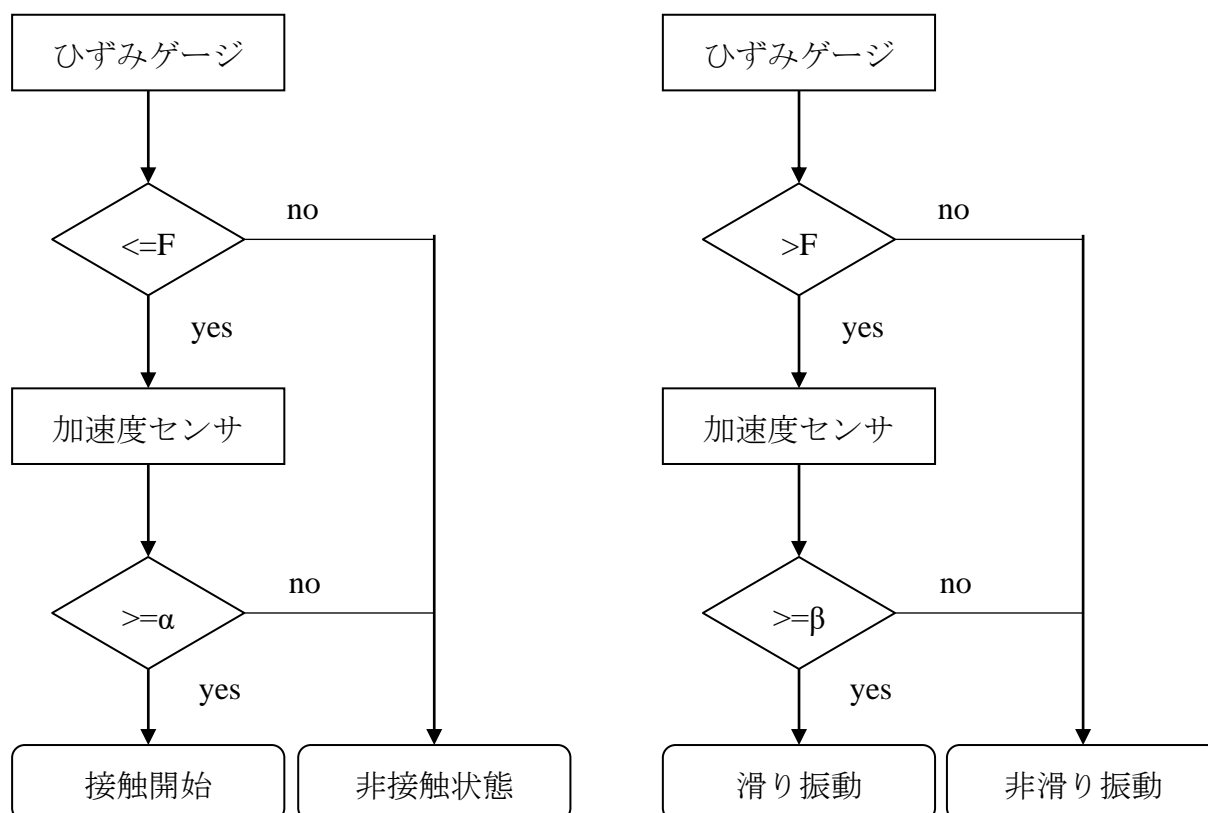 ひずみゲージ
<=F
no
yes
加速度センサ
>=α
no
yes
接触開始
非接触状態
ひずみゲージ
>F
no
yes
加速度センサ
>=β
no
yes
滑り振動
非滑り振動